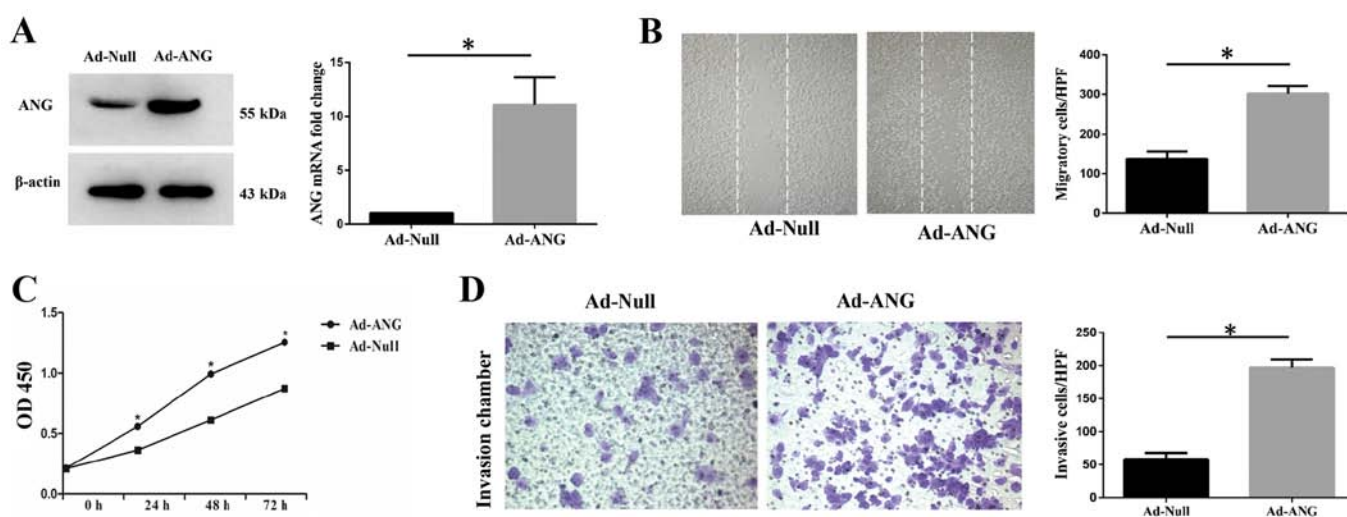 A
Ad-Null Ad-ANG
ANG
55 kDa
β-actin
43 kDa
ANG mRNA fold change
15
10
5
0
*
Ad-Null Ad-ANG
B
Ad-Null Ad-ANG
Migratory cells/HPF
400
300
200
100
0
*
Ad-Null Ad-ANG
C
OD 450
1.5
1.0
0.5
0.0
* * *
0 h 24 h 48 h 72 h
Ad-ANG
Ad-Null
D
Ad-Null Ad-ANG
Invasion chamber
Invasive cells/HPF
250
200
150
100
50
0
*
Ad-Null Ad-ANG